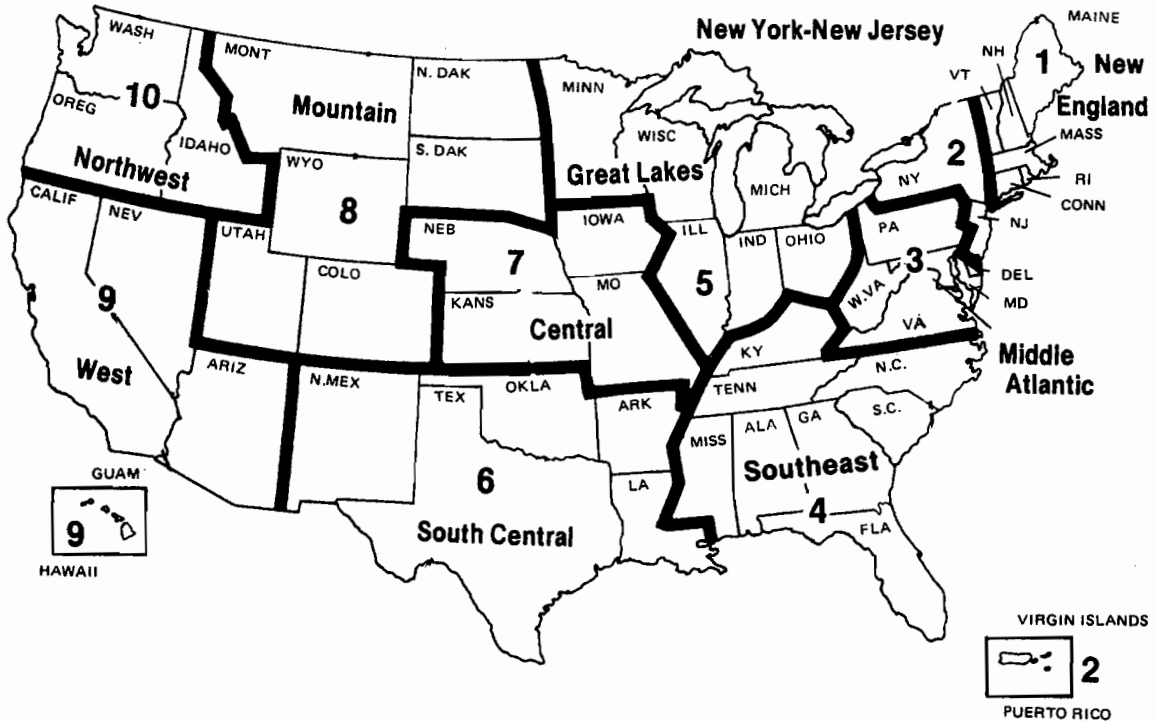 WASH
MONT
N. DAK
MINN
New York-New Jersey
MAINE
NH
VT
1
New
England
OREG
10
IDAHO
Mountain
S. DAK
WISC
MASS
Northwest
WYO
Great Lakes
MICH
NY
2
RI
CONN
CALIF
NEV
UTAH
8
NEB
IOWA
ILL
IND
OHIO
PA
NJ
COLO
7
KANS
MO
5
3
W.VA
DEL
MD
9
Central
KY
VA
West
ARIZ
N.MEX
TEX
OKLA
ARK
TENN
N.C.
Middle
Atlantic
MISS
ALA
GA
S.C.
GUAM
6
LA
Southeast
4
South Central
FLA
9
HAWAII
VIRGIN ISLANDS
2
PUERTO RICO